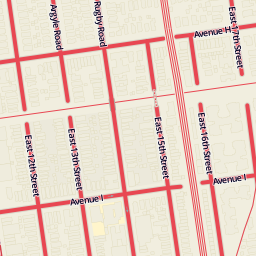 Argyle Road
Rugby Road
East 17th Street
Avenue H
East 12th Street
East 13th Street
East 15th Street
East 16th Street
Avenue I
Avenue I